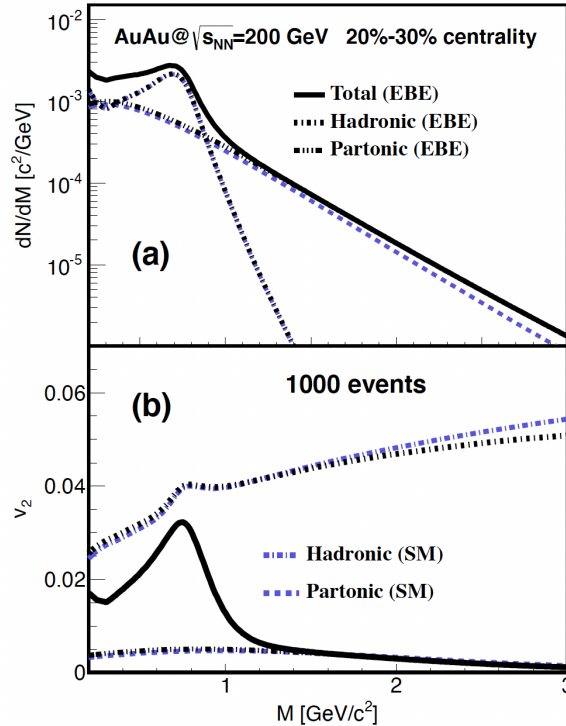 AuAu@√sNN=200 GeV 20%-30% centrality
10⁻²
10⁻³
10⁻⁴
10⁻⁵
dN/dM [c²/GeV]
Total (EBE)
Hadronic (EBE)
Partonic (EBE)
(a)
(b)
1000 events
0.06
0.04
0.02
0
v₂
Hadronic (SM)
Partonic (SM)
1
2
3
M [GeV/c²]